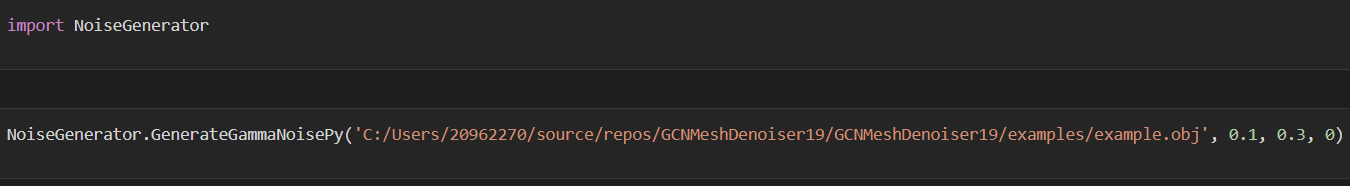 import NoiseGenerator
NoiseGenerator.GenerateGammaNoisePy('C:/Users/20962270/source/repos/GCNMeshDenoiser19/GCNMeshDenoiser19/examples/example.obj', 0.1, 0.3, 0)